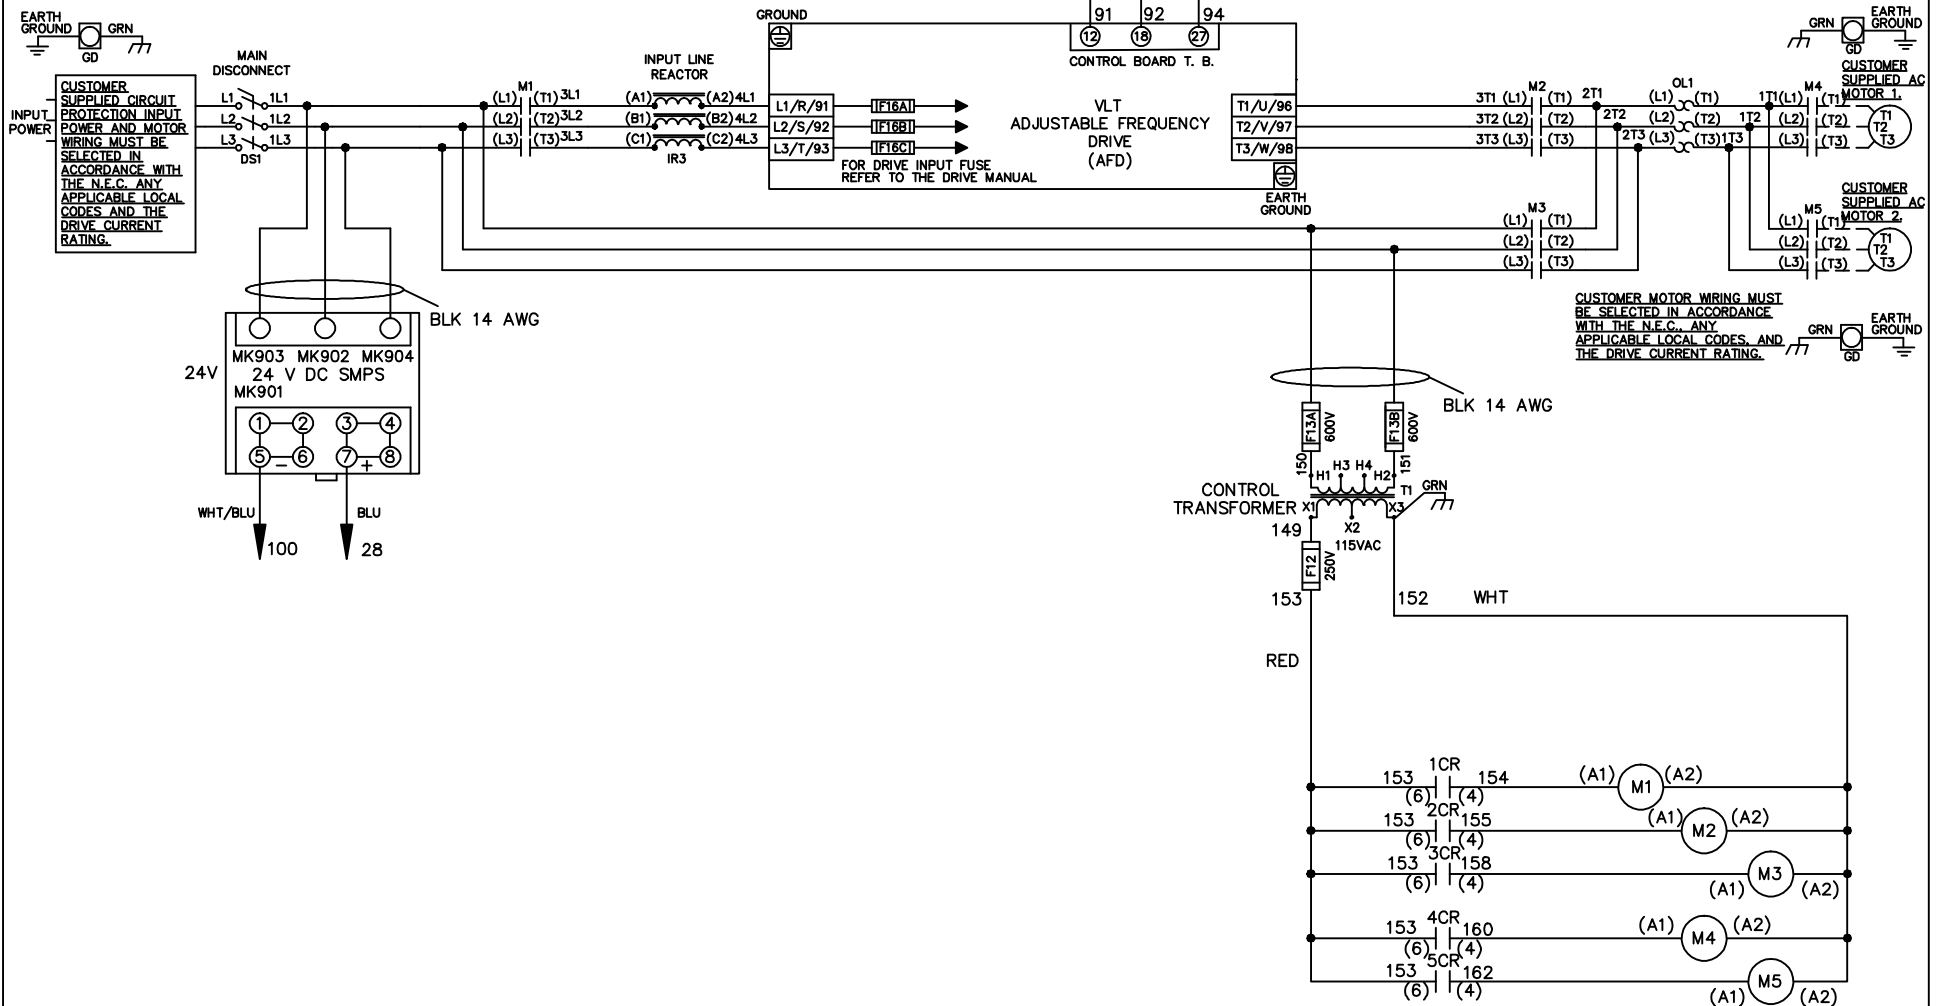 EARTH
GROUND
GRN
GD
MAIN
DISCONNECT
L1 1L1
L2 1L2
L3 1L3
DS1
INPUT
POWER
CUSTOMER
SUPPLIED CIRCUIT
PROTECTION INPUT
POWER AND MOTOR
WIRING MUST BE
SELECTED IN
ACCORDANCE WITH
THE N.E.C. ANY
APPLICABLE LOCAL
CODES AND THE
DRIVE CURRENT
RATING.
M1
(L1) (T1) 3L1
(L2) (T2) 3L2
(L3) (T3) 3L3
INPUT LINE
REACTOR
(A1) (A2) 4L1
(B1) (B2) 4L2
(C1) (C2) 4L3
IR3
GROUND
L1/R/91
L2/S/92
L3/T/93
F16A
F16B
F16C
FOR DRIVE INPUT FUSE
REFER TO THE DRIVE MANUAL
91 92 94
12 18 27
CONTROL BOARD T. B.
VLT
ADJUSTABLE FREQUENCY
DRIVE
(AFD)
T1/U/96
T2/V/97
T3/W/98
EARTH
GROUND
M2
3T1 (L1) (T1) 2T1
3T2 (L2) (T2) 2T2
3T3 (L3) (T3) 2T3
OL1
(L1) (T1) 1T1
(L2) (T2) 1T2
(L3) (T3) 1T3
M4
(L1) (T1)
(L2) (T2)
(L3) (T3)
GRN
GD
EARTH
GROUND
CUSTOMER
SUPPLIED AC
MOTOR 1.
T1
T2
T3
M3
(L1) (T1)
(L2) (T2)
(L3) (T3)
M5
(L1) (T1)
(L2) (T2)
(L3) (T3)
CUSTOMER
SUPPLIED AC
MOTOR 2.
T1
T2
T3
CUSTOMER MOTOR WIRING MUST
BE SELECTED IN ACCORDANCE
WITH THE N.E.C., ANY
APPLICABLE LOCAL CODES, AND
THE DRIVE CURRENT RATING.
GRN
GD
EARTH
GROUND
BLK 14 AWG
MK903 MK902 MK904
24V
24 V DC SMPS
MK901
1 2 3 4
5 – 6 7 + 8
WHT/BLU
BLU
100
28
BLK 14 AWG
F13A
600V
F13B
600V
150
151
H1 H3 H4 H2
T1
GRN
CONTROL
TRANSFORMER
X1 X2 X3
149
115VAC
F12
250V
153
152
WHT
RED
153 1CR 154
(6) (4)
(A1) M1 (A2)
153 2CR 155
(6) (4)
(A1) M2 (A2)
153 3CR 158
(6) (4)
(A1) M3 (A2)
153 4CR 160
(6) (4)
(A1) M4 (A2)
153 5CR 162
(6) (4)
(A1) M5 (A2)